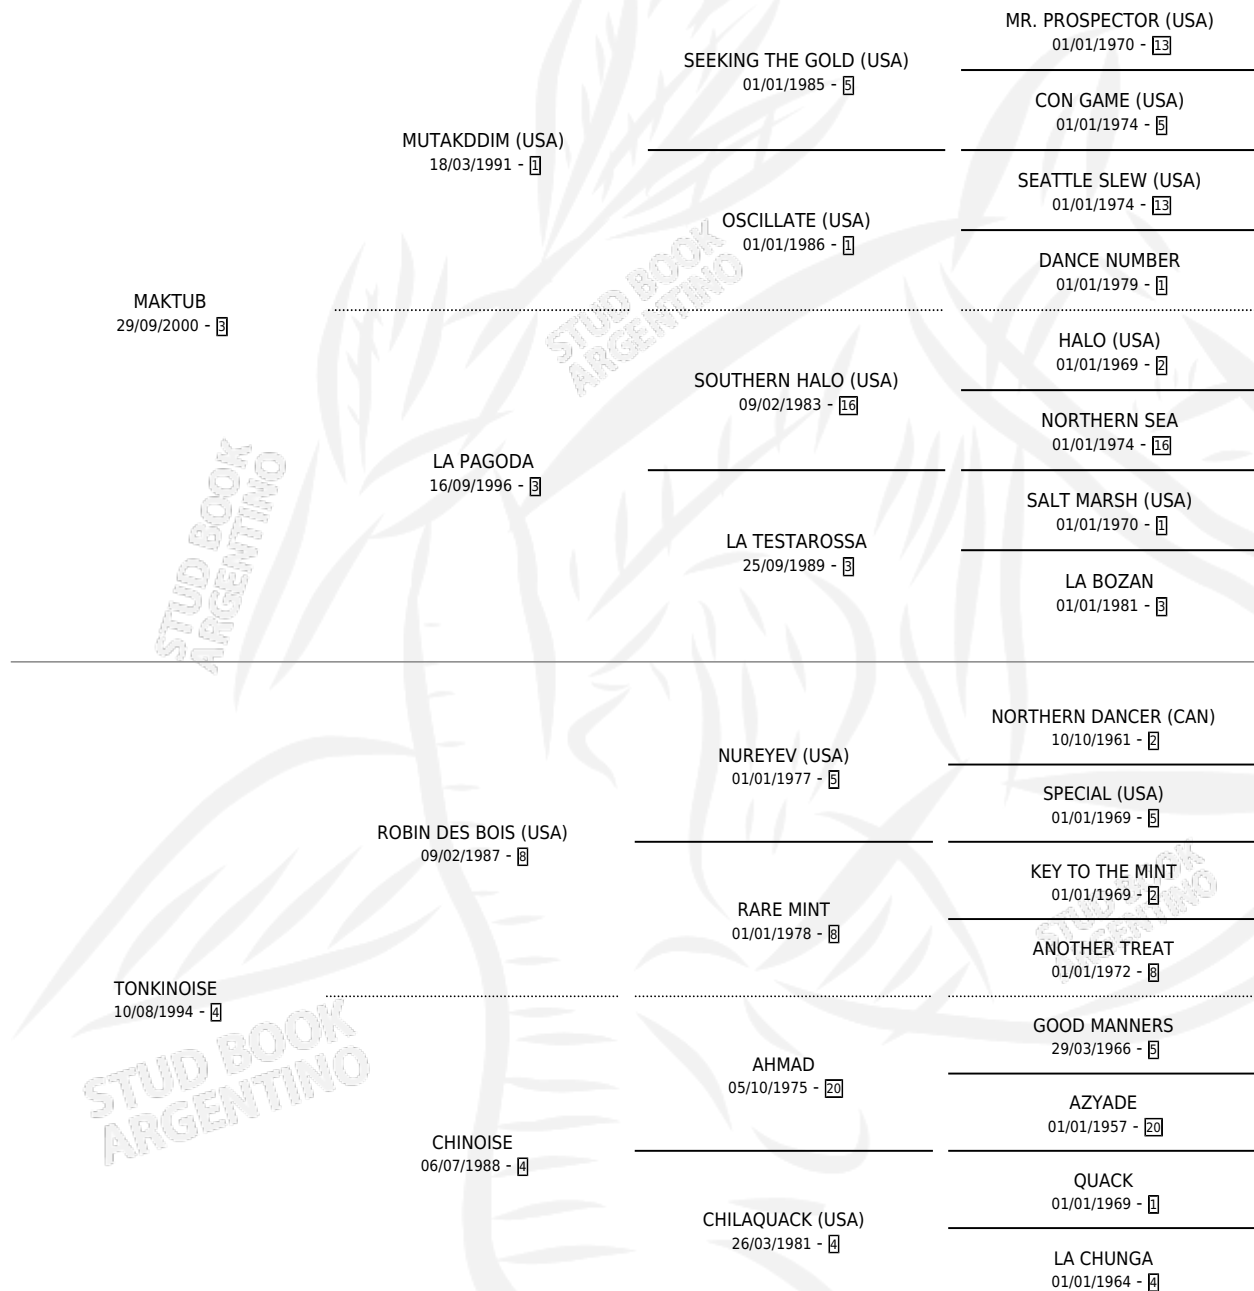 MR. PROSPECTOR (USA)
01/01/1970 - 13
SEEKING THE GOLD (USA)
01/01/1985 - 5
CON GAME (USA)
01/01/1974 - 5
MUTAKDDIM (USA)
18/03/1991 - 1
SEATTLE SLEW (USA)
01/01/1974 - 13
OSCILLATE (USA)
01/01/1986 - 1
DANCE NUMBER
01/01/1979 - 1
MAKTUB
29/09/2000 - 3
HALO (USA)
01/01/1969 - 2
SOUTHERN HALO (USA)
09/02/1983 - 16
NORTHERN SEA
01/01/1974 - 16
LA PAGODA
16/09/1996 - 3
SALT MARSH (USA)
01/01/1970 - 1
LA TESTAROSSA
25/09/1989 - 3
LA BOZAN
01/01/1981 - 3
NORTHERN DANCER (CAN)
10/10/1961 - 2
NUREYEV (USA)
01/01/1977 - 5
SPECIAL (USA)
01/01/1969 - 5
ROBIN DES BOIS (USA)
09/02/1987 - 8
KEY TO THE MINT
01/01/1969 - 2
RARE MINT
01/01/1978 - 8
ANOTHER TREAT
01/01/1972 - 8
TONKINOISE
10/08/1994 - 4
GOOD MANNERS
29/03/1966 - 5
AHMAD
05/10/1975 - 20
AZYADE
01/01/1957 - 20
CHINOISE
06/07/1988 - 4
QUACK
01/01/1969 - 1
CHILAQUACK (USA)
26/03/1981 - 4
LA CHUNGA
01/01/1964 - 4
STUD BOOK
ARGENTINO
STUD BOOK
ARGENTINO
STUD BOOK
ARGENTINO
STUD BOOK
ARGENTINO